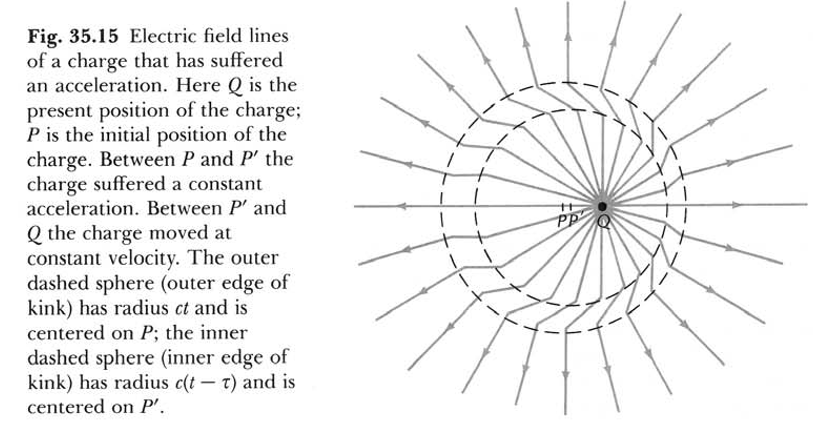 Fig. 35.15 Electric field lines
of a charge that has suffered
an acceleration. Here Q is the
present position of the charge;
P is the initial position of the
charge. Between P and P′ the
charge suffered a constant
acceleration. Between P′ and
Q the charge moved at
constant velocity. The outer
dashed sphere (outer edge of
kink) has radius ct and is
centered on P; the inner
dashed sphere (inner edge of
kink) has radius c(t − τ) and is
centered on P′.
P P′ Q